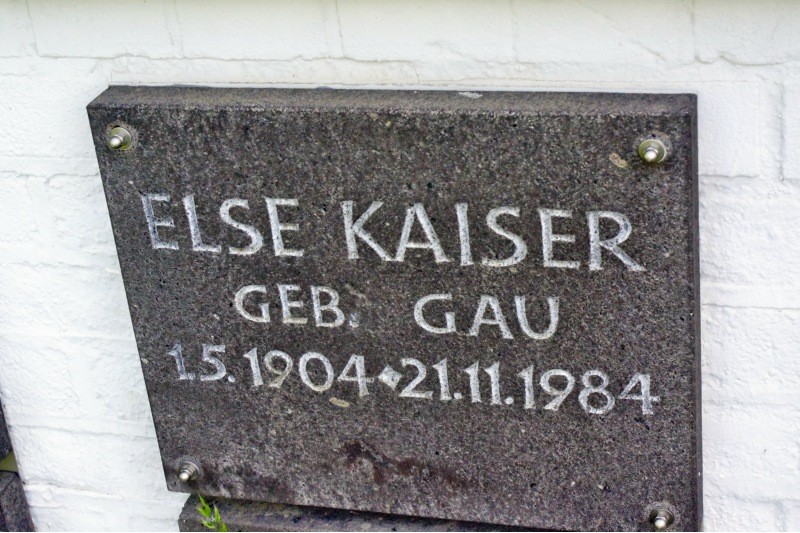 ELSE KAISER
GEB. GAU
1.5.1904 ◆ 21.11.1984